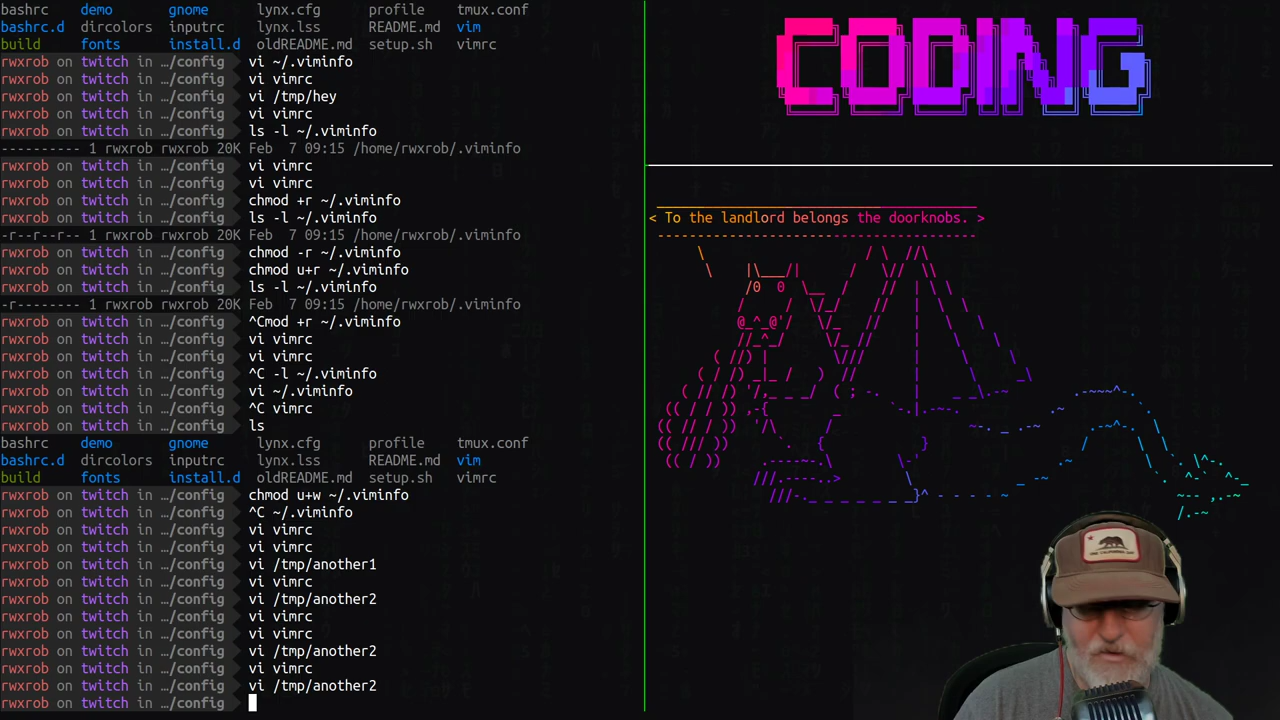 bashrc demo gnome lynx.cfg profile tmux.conf
bashrc.d dircolors inputrc lynx.lss README.md vim
build fonts install.d oldREADME.md setup.sh vimrc
rwxrob on twitch in …/config vi ~/.viminfo
rwxrob on twitch in …/config vi vimrc
rwxrob on twitch in …/config vi /tmp/hey
rwxrob on twitch in …/config vi vimrc
rwxrob on twitch in …/config ls -l ~/.viminfo
---------- 1 rwxrob rwxrob 20K Feb 7 09:15 /home/rwxrob/.viminfo
rwxrob on twitch in …/config vi vimrc
rwxrob on twitch in …/config vi vimrc
rwxrob on twitch in …/config chmod +r ~/.viminfo
rwxrob on twitch in …/config ls -l ~/.viminfo
-r--r--r-- 1 rwxrob rwxrob 20K Feb 7 09:15 /home/rwxrob/.viminfo
rwxrob on twitch in …/config chmod -r ~/.viminfo
rwxrob on twitch in …/config chmod u+r ~/.viminfo
rwxrob on twitch in …/config ls -l ~/.viminfo
-r-------- 1 rwxrob rwxrob 20K Feb 7 09:15 /home/rwxrob/.viminfo
rwxrob on twitch in …/config ^Cmod +r ~/.viminfo
rwxrob on twitch in …/config vi vimrc
rwxrob on twitch in …/config vi vimrc
rwxrob on twitch in …/config ^C -l ~/.viminfo
rwxrob on twitch in …/config vi ~/.viminfo
rwxrob on twitch in …/config ^C vimrc
rwxrob on twitch in …/config ls
bashrc demo gnome lynx.cfg profile tmux.conf
bashrc.d dircolors inputrc lynx.lss README.md vim
build fonts install.d oldREADME.md setup.sh vimrc
rwxrob on twitch in …/config chmod u+w ~/.viminfo
rwxrob on twitch in …/config ^C ~/.viminfo
rwxrob on twitch in …/config vi vimrc
rwxrob on twitch in …/config vi vimrc
rwxrob on twitch in …/config vi /tmp/another1
rwxrob on twitch in …/config vi vimrc
rwxrob on twitch in …/config vi /tmp/another2
rwxrob on twitch in …/config vi vimrc
rwxrob on twitch in …/config vi vimrc
rwxrob on twitch in …/config vi /tmp/another2
rwxrob on twitch in …/config vi vimrc
rwxrob on twitch in …/config vi /tmp/another2
rwxrob on twitch in …/config
CODING
< To the landlord belongs the doorknobs. >